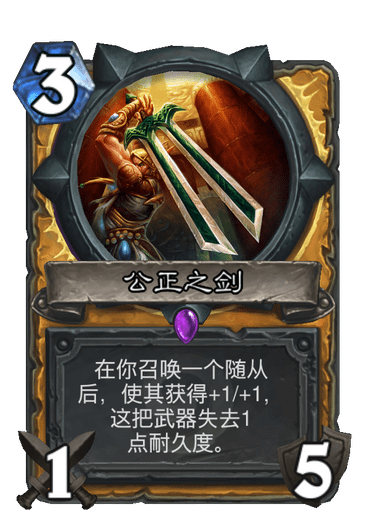 3
公正之剑
在你召唤一个随从
后，使其获得+1/+1，
这把武器失去1
点耐久度。
1
5